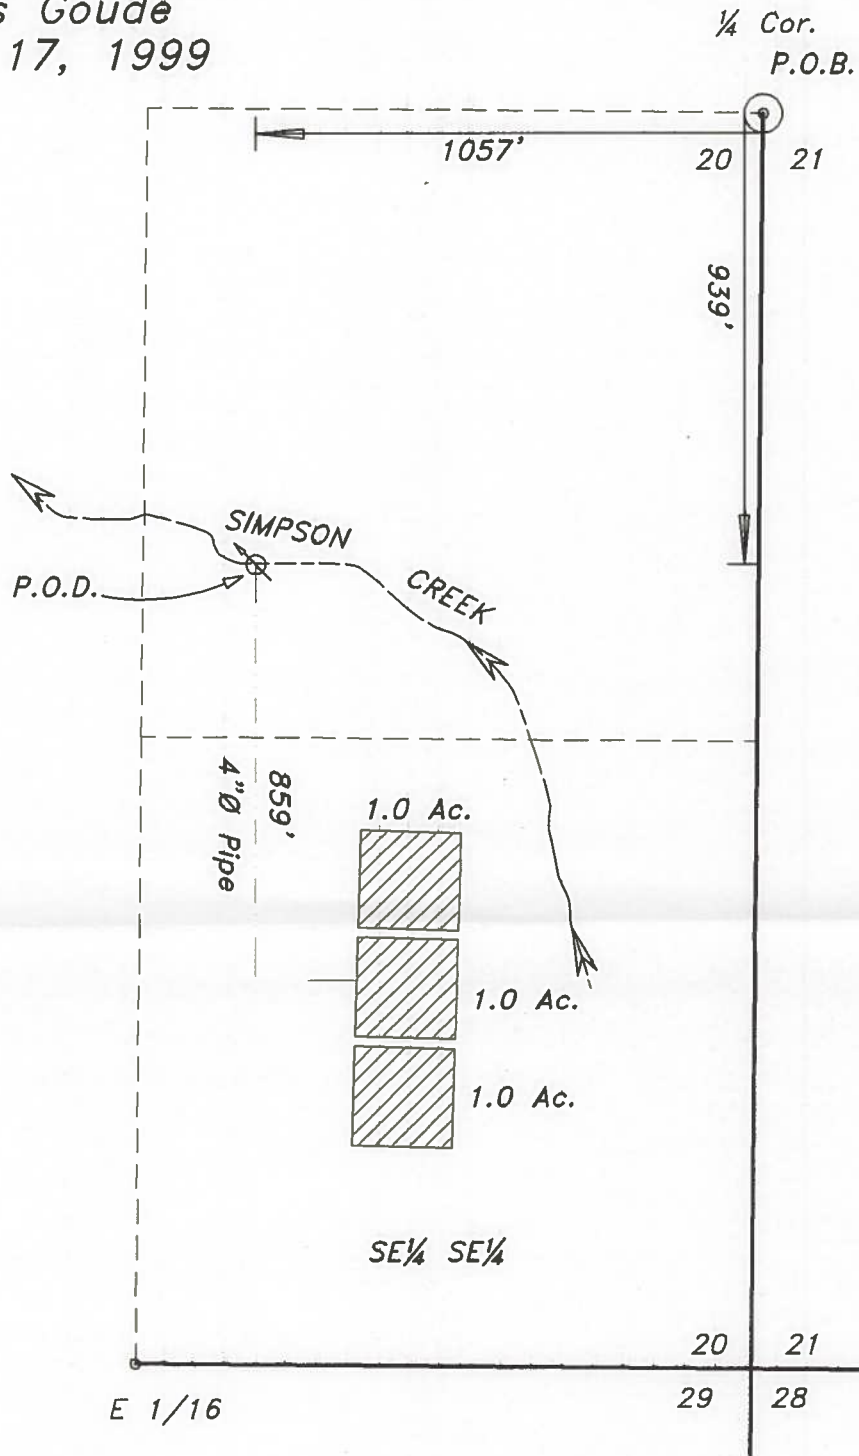 Goude
17, 1999
¼ Cor.
P.O.B.
1057'
20
21
939'
SIMPSON
CREEK
P.O.D.
859'
4"Ø Pipe
1.0 Ac.
1.0 Ac.
1.0 Ac.
SE¼ SE¼
20
21
E 1/16
29
28